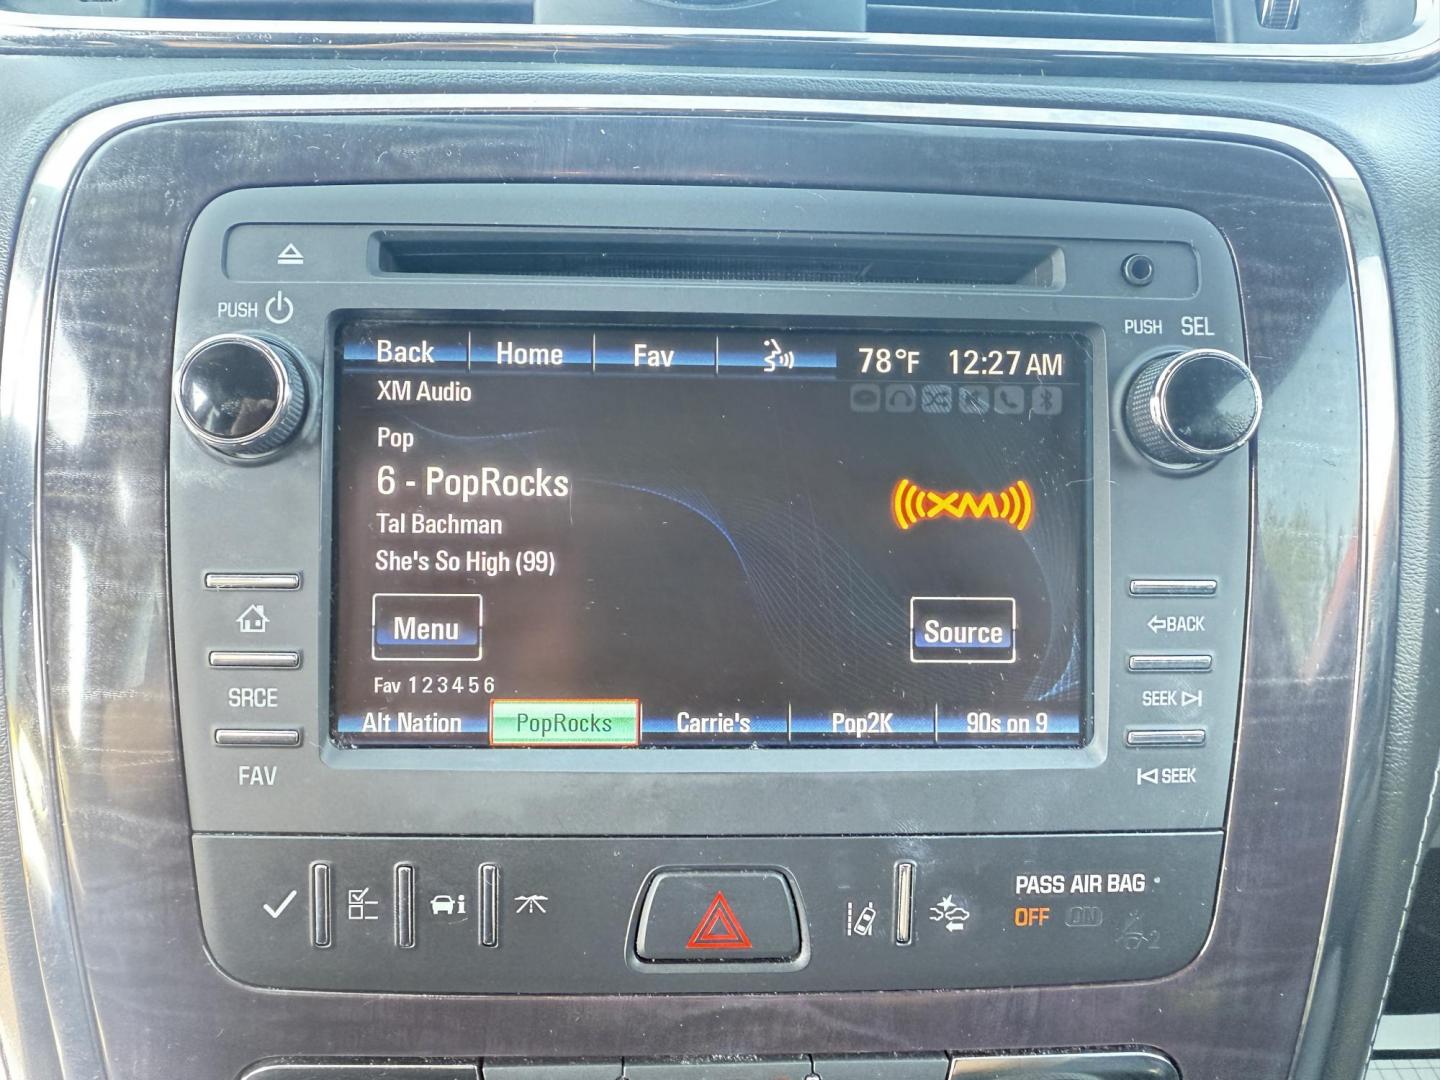 PUSH
PUSH SEL
Back Home Fav 78°F 12:27 AM
XM Audio
Pop
6 - PopRocks
XM
Tal Bachman
She's So High (99)
Menu
Source
BACK
Fav 1 2 3 4 5 6
SRCE
SEEK
Alt Nation PopRocks Carrie's Pop2K 90s on 9
FAV
SEEK
PASS AIR BAG
OFF ON
2